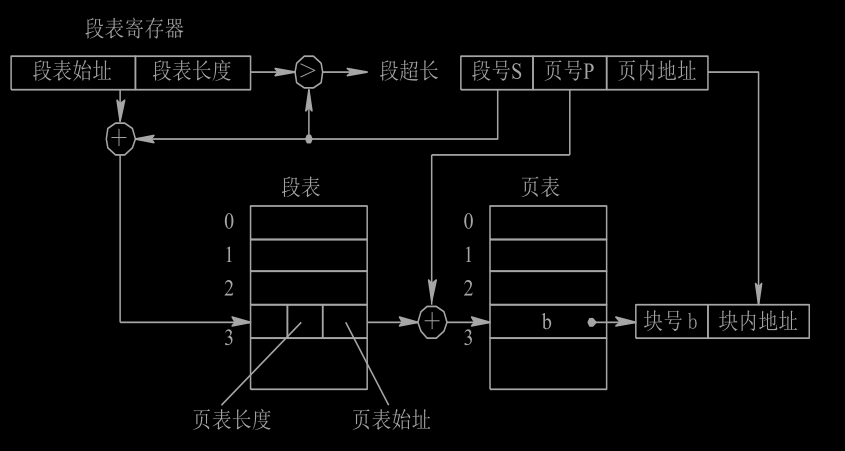 段表寄存器
段表始址 段表长度 > 段超长 段号S 页号P 页内地址
+
段表 页表
0 0
1 1
2 2
+ b 块号 b 块内地址
3 3
页表长度 页表始址